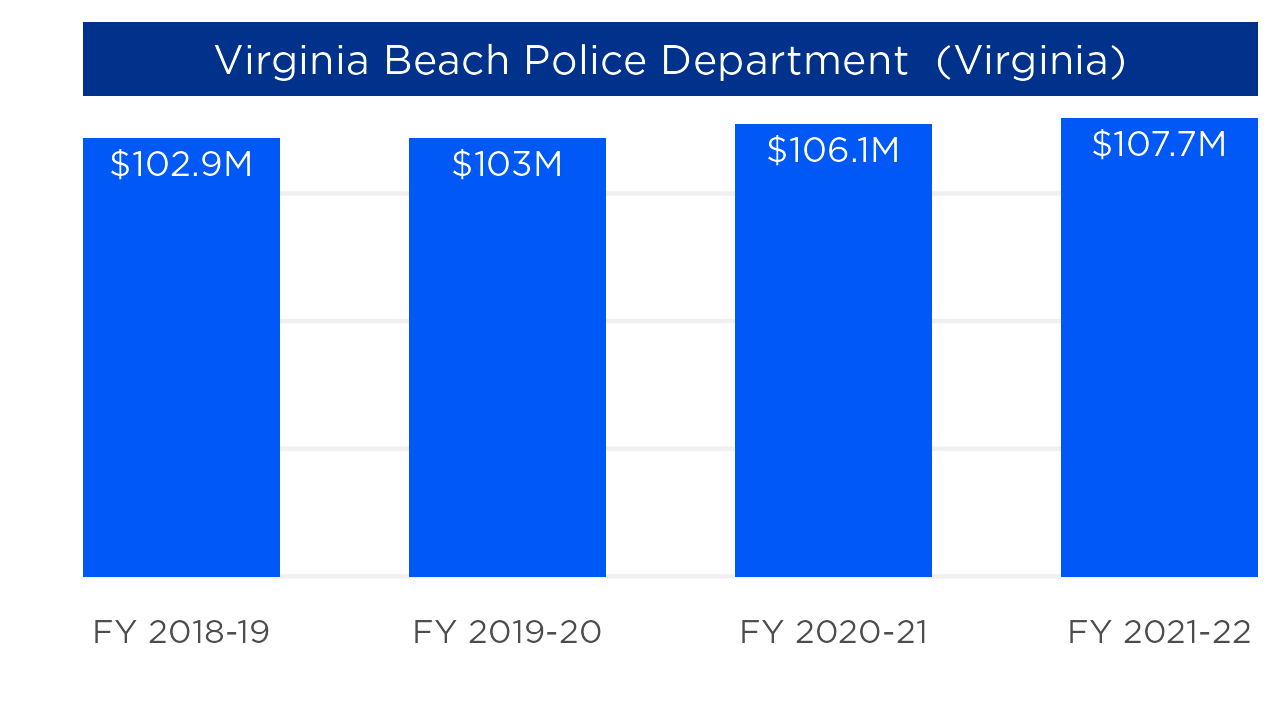 Virginia Beach Police Department (Virginia)
$102.9M
$103M
$106.1M
$107.7M
FY 2018-19
FY 2019-20
FY 2020-21
FY 2021-22